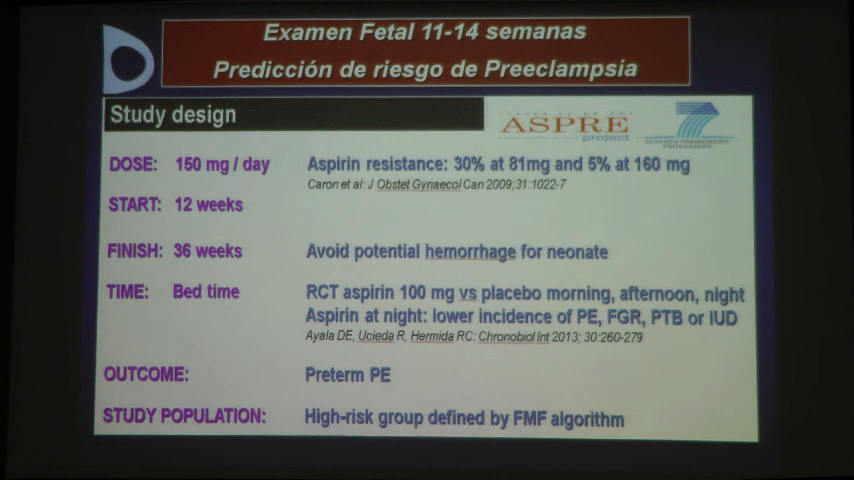 Examen Fetal 11-14 semanas
Predicción de riesgo de Preeclampsia
Study design
ASPRE
project
SEVENTH FRAMEWORK
PROGRAMME
DOSE: 150 mg / day Aspirin resistance: 30% at 81mg and 5% at 160 mg
Caron et al: J Obstet Gynaecol Can 2009;31:1022-7
START: 12 weeks
FINISH: 36 weeks Avoid potential hemorrhage for neonate
TIME: Bed time RCT aspirin 100 mg vs placebo morning, afternoon, night
Aspirin at night: lower incidence of PE, FGR, PTB or IUD
Ayala DE, Ucieda R, Hermida RC. Chronobiol Int 2013; 30:260-279
OUTCOME: Preterm PE
STUDY POPULATION: High-risk group defined by FMF algorithm